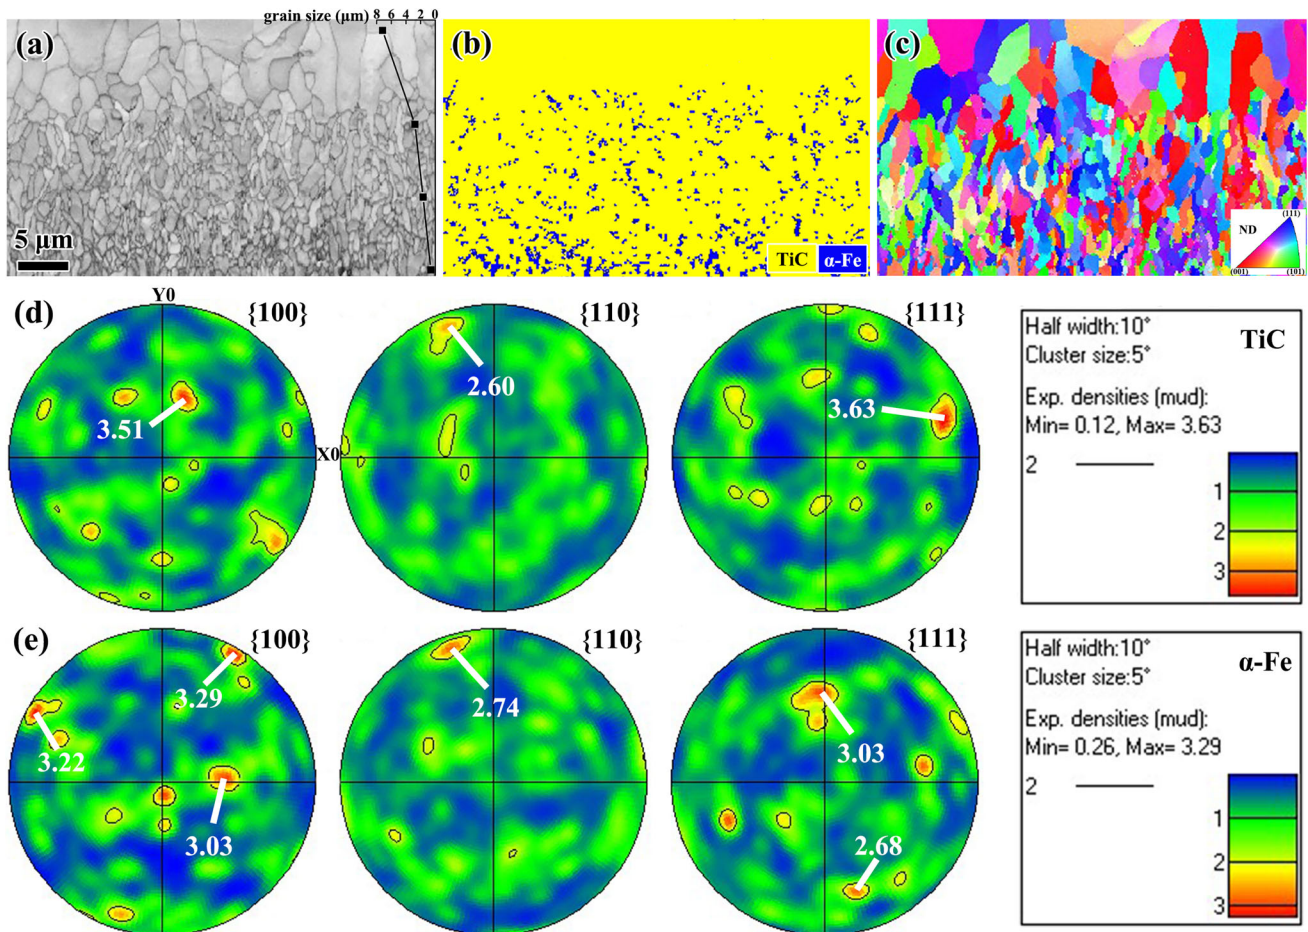 grain size (μm) 8 6 4 2 0
(a)
5 μm
(b)
TiC α-Fe
(c)
ND
(111)
(001) (101)
(d)
Y0
X0
{100}
3.51
{110}
2.60
{111}
3.63
Half width:10°
TiC
Cluster size:5°
Exp. densities (mud):
Min= 0.12, Max= 3.63
2
1
2
3
(e)
{100}
3.29
3.22
3.03
{110}
2.74
{111}
3.03
2.68
Half width:10°
α-Fe
Cluster size:5°
Exp. densities (mud):
Min= 0.26, Max= 3.29
2
1
2
3